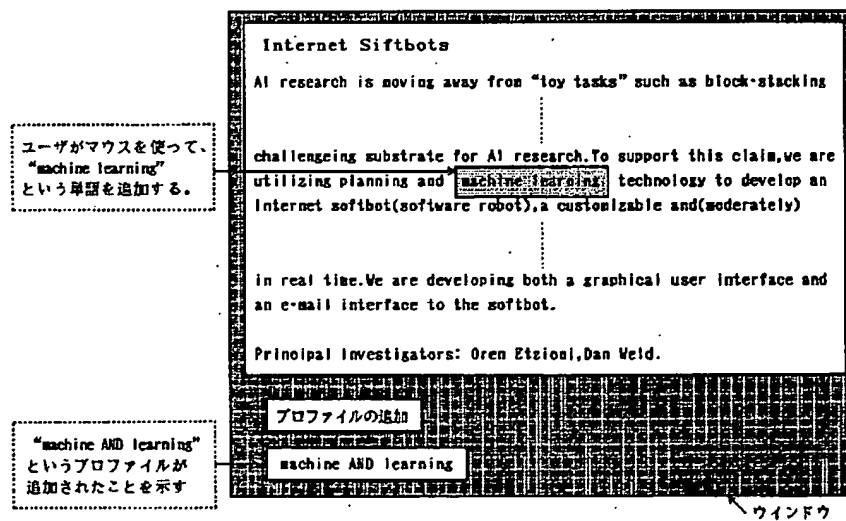 Internet Siftbots
AI research is moving away from “toy tasks” such as block-stacking
ユーザがマウスを使って、
“machine learning”
という単語を追加する。
challengeing substrate for AI research.To support this claim,we are
utilizing planning and machine learning technology to develop an
Internet softbot(software robot),a customizable and(moderately)
in real time.We are developing both a graphical user interface and
an e-mail interface to the softbot.
Principal Investigators: Oren Etzioni,Dan Weld.
プロファイルの追加
“machine AND learning”
というプロファイルが
追加されたことを示す
machine AND learning
ウインドウ